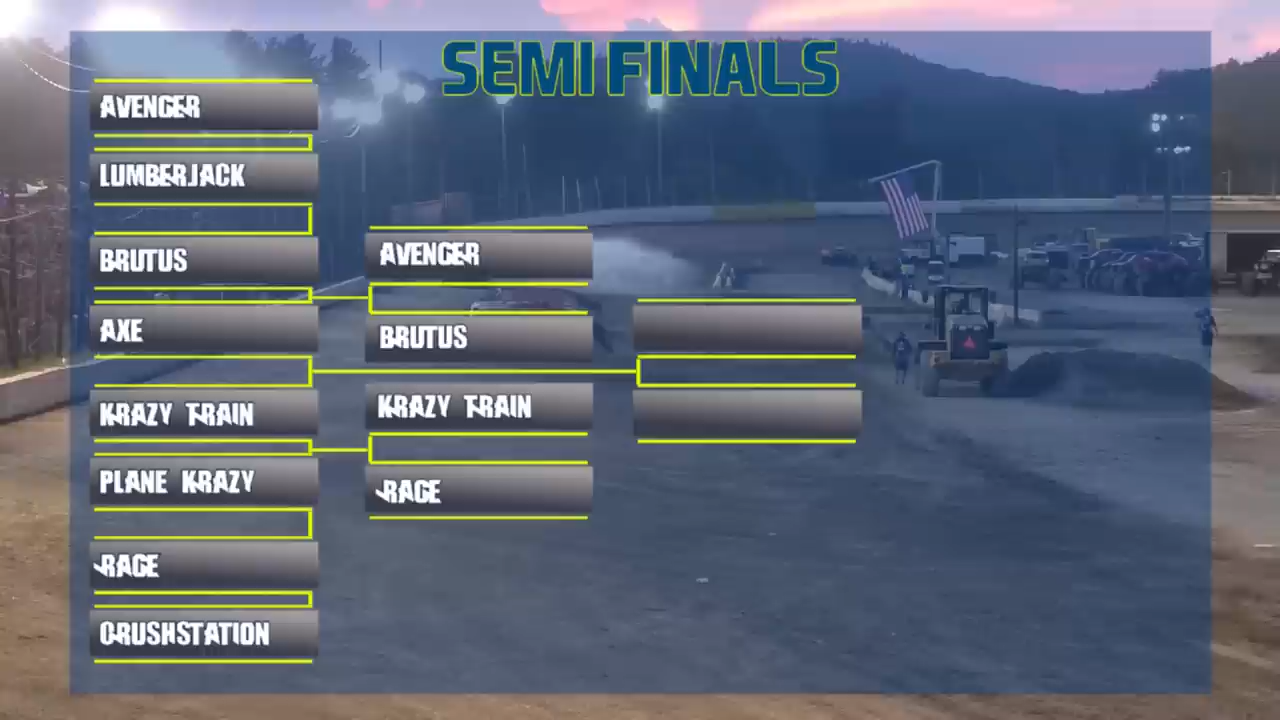 SEMI FINALS
AVENGER
LUMBERJACK
BRUTUS
AXE
KRAZY TRAIN
PLANE KRAZY
RAGE
CRUSHSTATION
AVENGER
BRUTUS
KRAZY TRAIN
RAGE